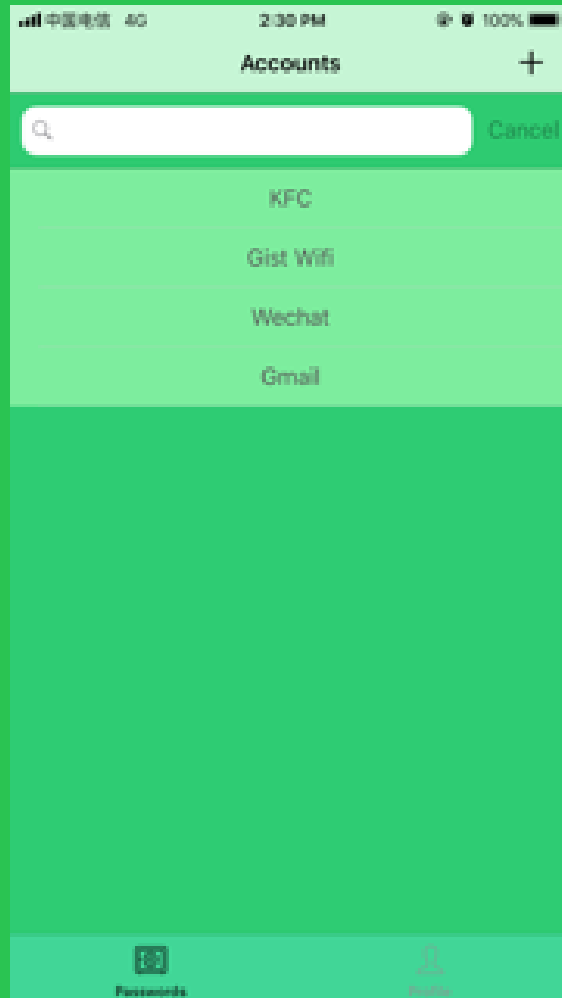 中国电信 4G 2:30 PM 100%
Accounts +
Cancel
KFC
Gist Wifi
Wechat
Gmail
Passwords Profile